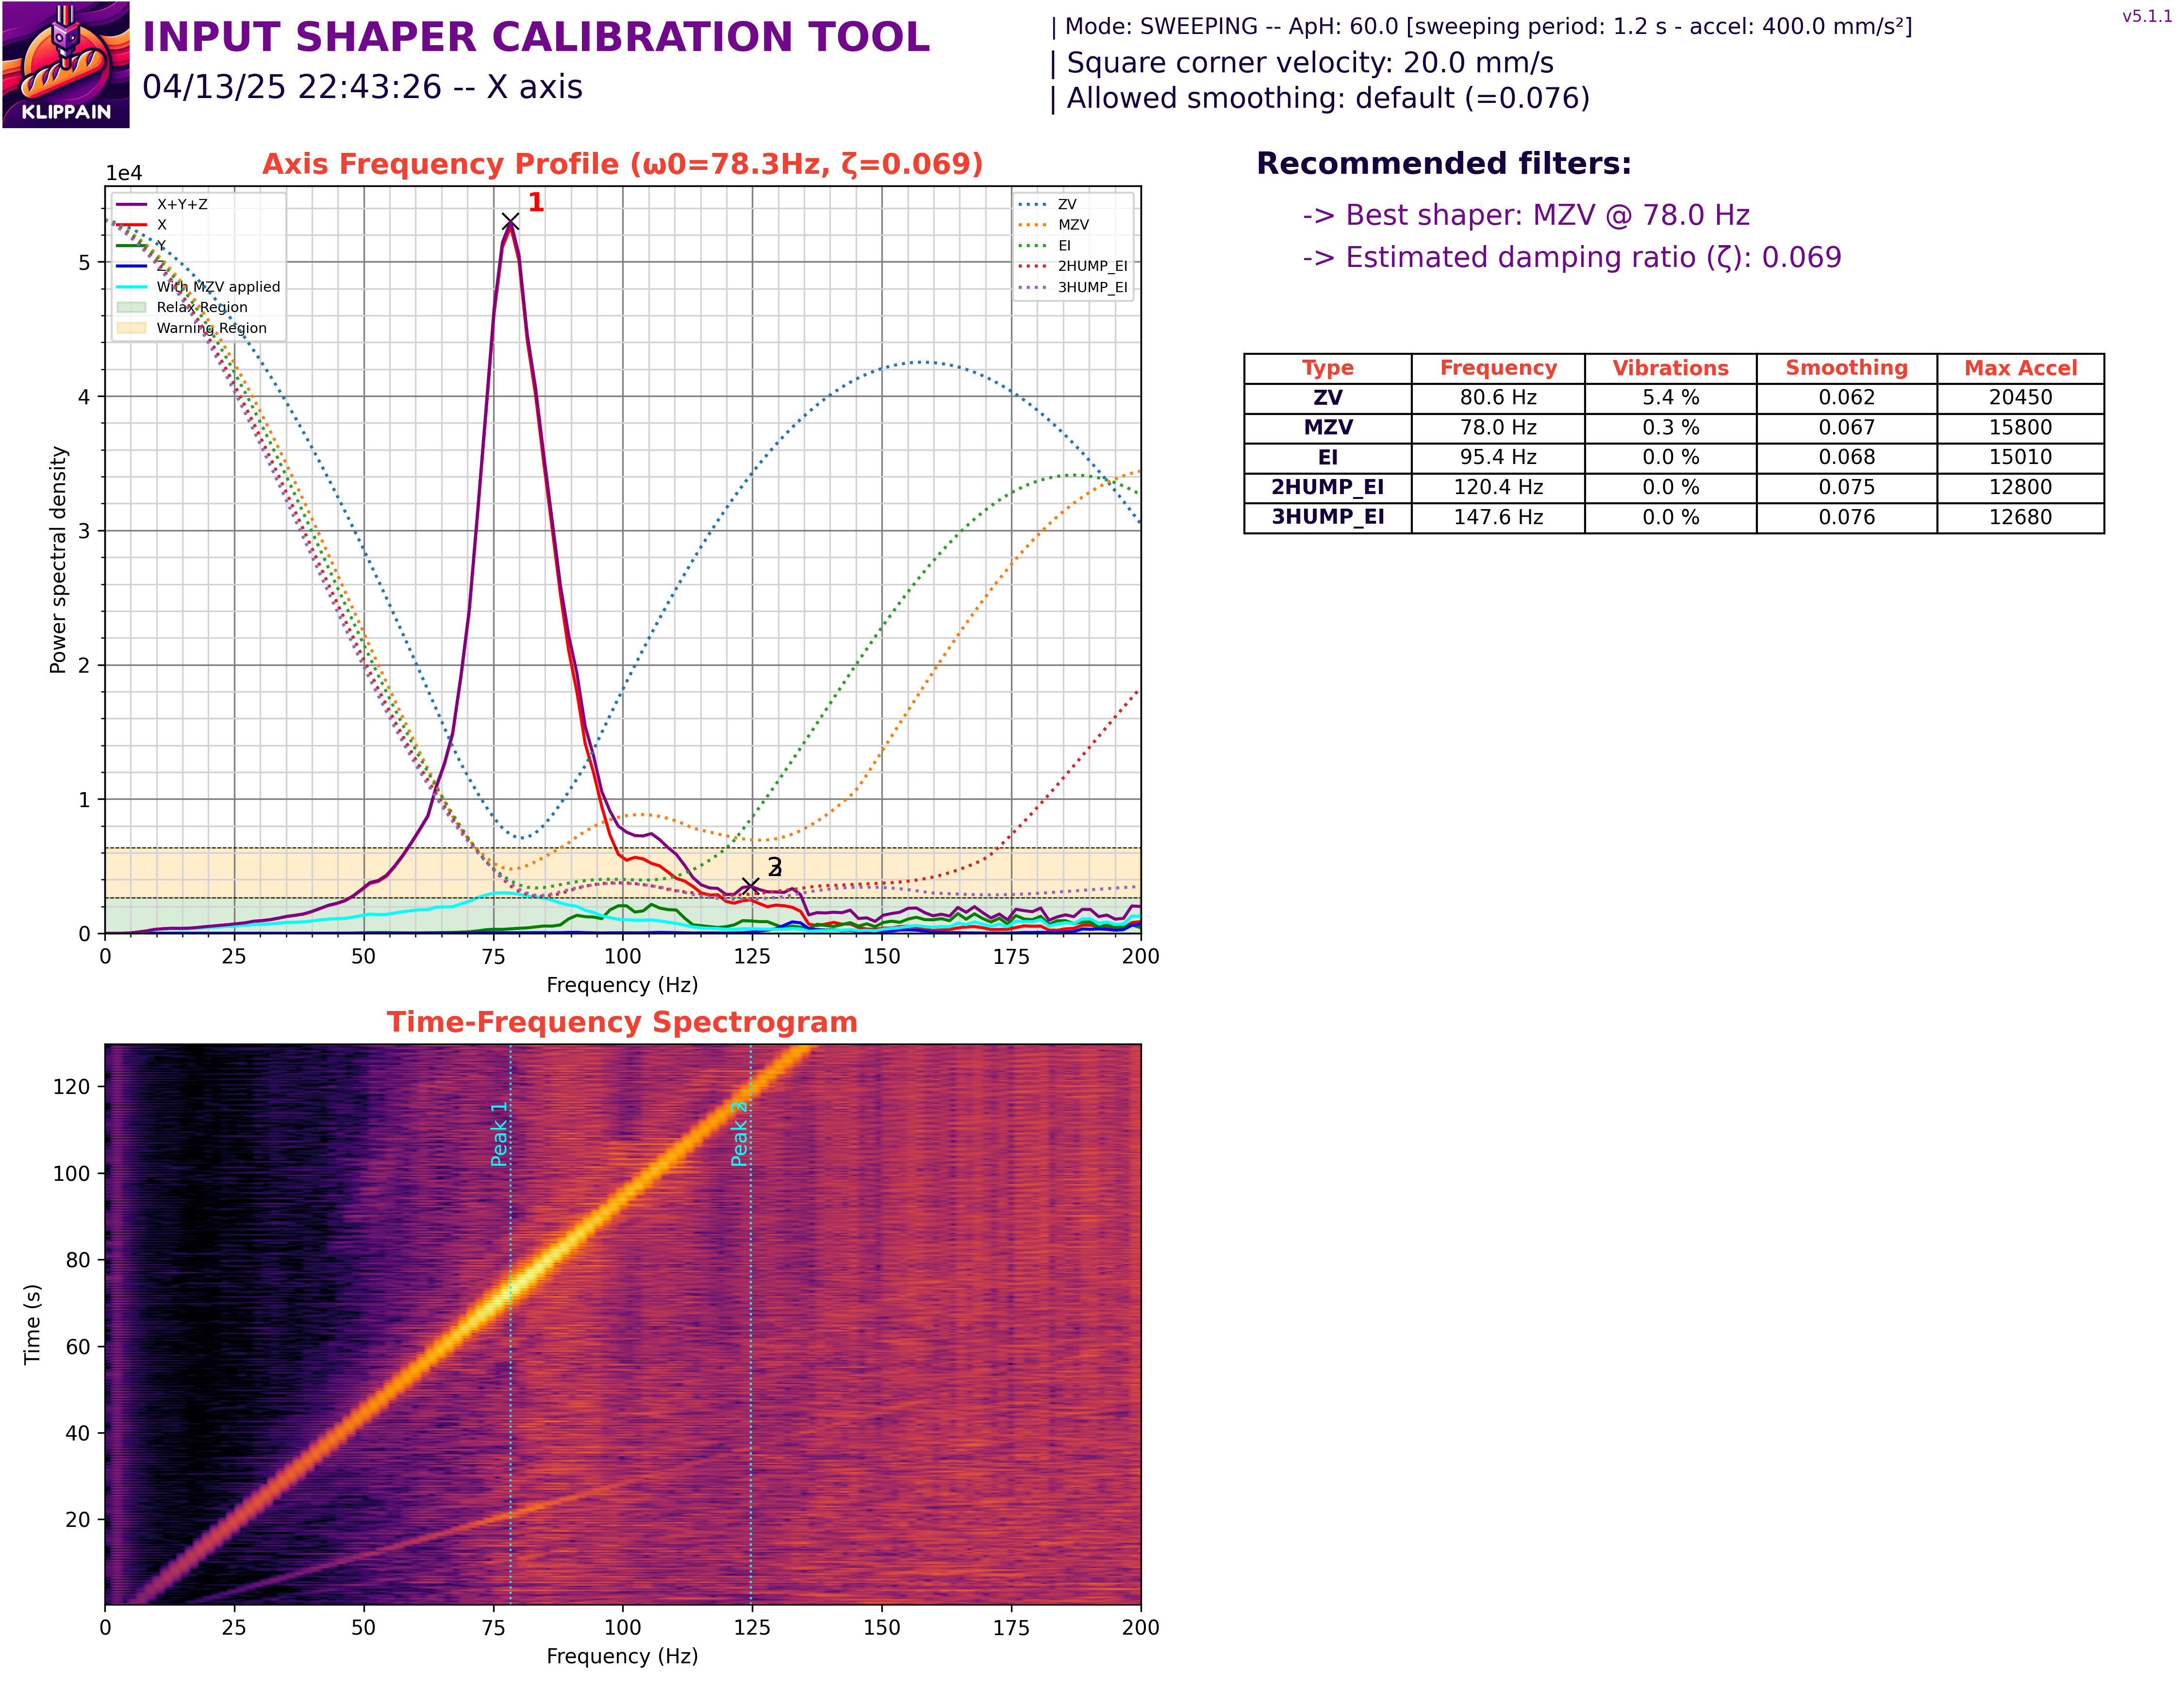 INPUT SHAPER CALIBRATION TOOL
04/13/25 22:43:26 -- X axis
KLIPPAIN
| Mode: SWEEPING -- ApH: 60.0 [sweeping period: 1.2 s - accel: 400.0 mm/s²]
| Square corner velocity: 20.0 mm/s
| Allowed smoothing: default (=0.076)
v5.1.1
Axis Frequency Profile (ω0=78.3Hz, ζ=0.069)
1e4
X+Y+Z
X
Y
Z
With MZV applied
Relax Region
Warning Region
ZV
MZV
EI
2HUMP_EI
3HUMP_EI
1
5
4
3
2
1
0
Power spectral density
0 25 50 75 100 125 150 175 200
Frequency (Hz)
Recommended filters:
-> Best shaper: MZV @ 78.0 Hz
-> Estimated damping ratio (ζ): 0.069
Type Frequency Vibrations Smoothing Max Accel
ZV 80.6 Hz 5.4 % 0.062 20450
MZV 78.0 Hz 0.3 % 0.067 15800
EI 95.4 Hz 0.0 % 0.068 15010
2HUMP_EI 120.4 Hz 0.0 % 0.075 12800
3HUMP_EI 147.6 Hz 0.0 % 0.076 12680
Time-Frequency Spectrogram
Peak 1
Peak
120
100
80
60
40
20
Time (s)
0 25 50 75 100 125 150 175 200
Frequency (Hz)